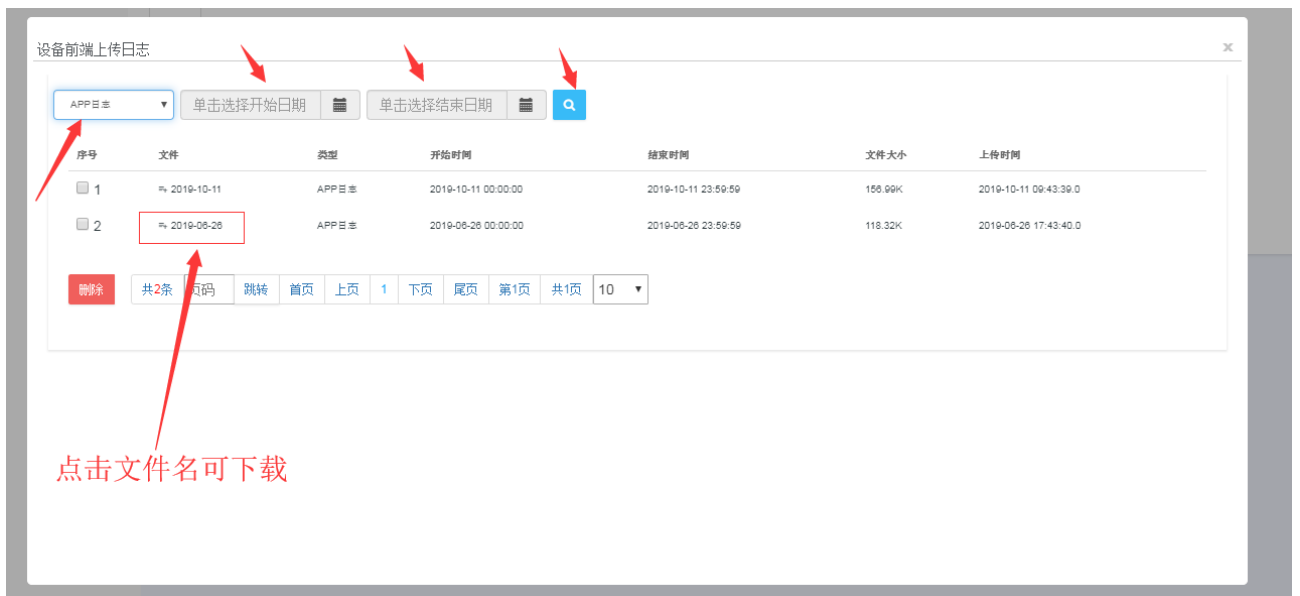 设备前端上传日志 ×
APP日志 单击选择开始日期 单击选择结束日期
序号 文件 类型 开始时间 结束时间 文件大小 上传时间
1 2019-10-11 APP日志 2019-10-11 00:00:00 2019-10-11 23:59:59 156.99K 2019-10-11 09:43:39.0
2 2019-06-26 APP日志 2019-06-26 00:00:00 2019-06-26 23:59:59 118.32K 2019-06-26 17:43:40.0
删除 共2条 页码 跳转 首页 上页 1 下页 尾页 第1页 共1页 10
点击文件名可下载